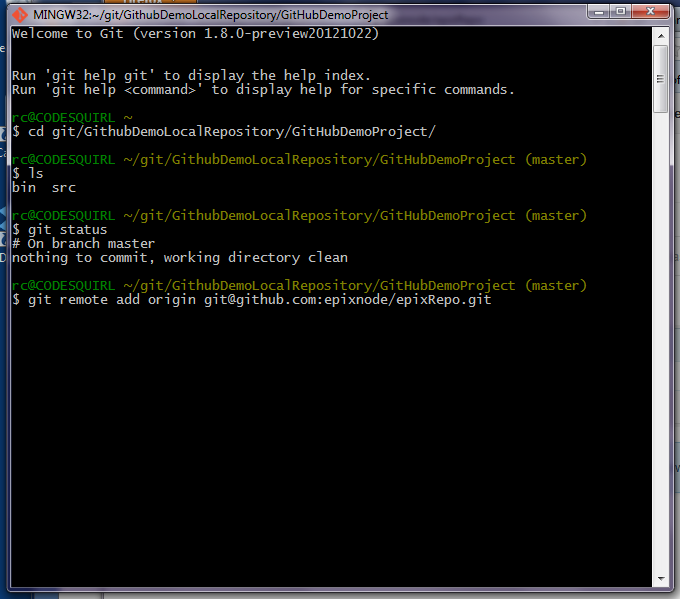 MINGW32:~/git/GithubDemoLocalRepository/GitHubDemoProject
Welcome to Git (version 1.8.0-preview20121022)
Run 'git help git' to display the help index.
Run 'git help <command>' to display help for specific commands.
rc@CODESQUIRL ~
$ cd git/GithubDemoLocalRepository/GitHubDemoProject/
rc@CODESQUIRL ~/git/GithubDemoLocalRepository/GitHubDemoProject (master)
$ ls
bin  src
rc@CODESQUIRL ~/git/GithubDemoLocalRepository/GitHubDemoProject (master)
$ git status
# On branch master
nothing to commit, working directory clean
rc@CODESQUIRL ~/git/GithubDemoLocalRepository/GitHubDemoProject (master)
$ git remote add origin git@github.com:epixnode/epixRepo.git